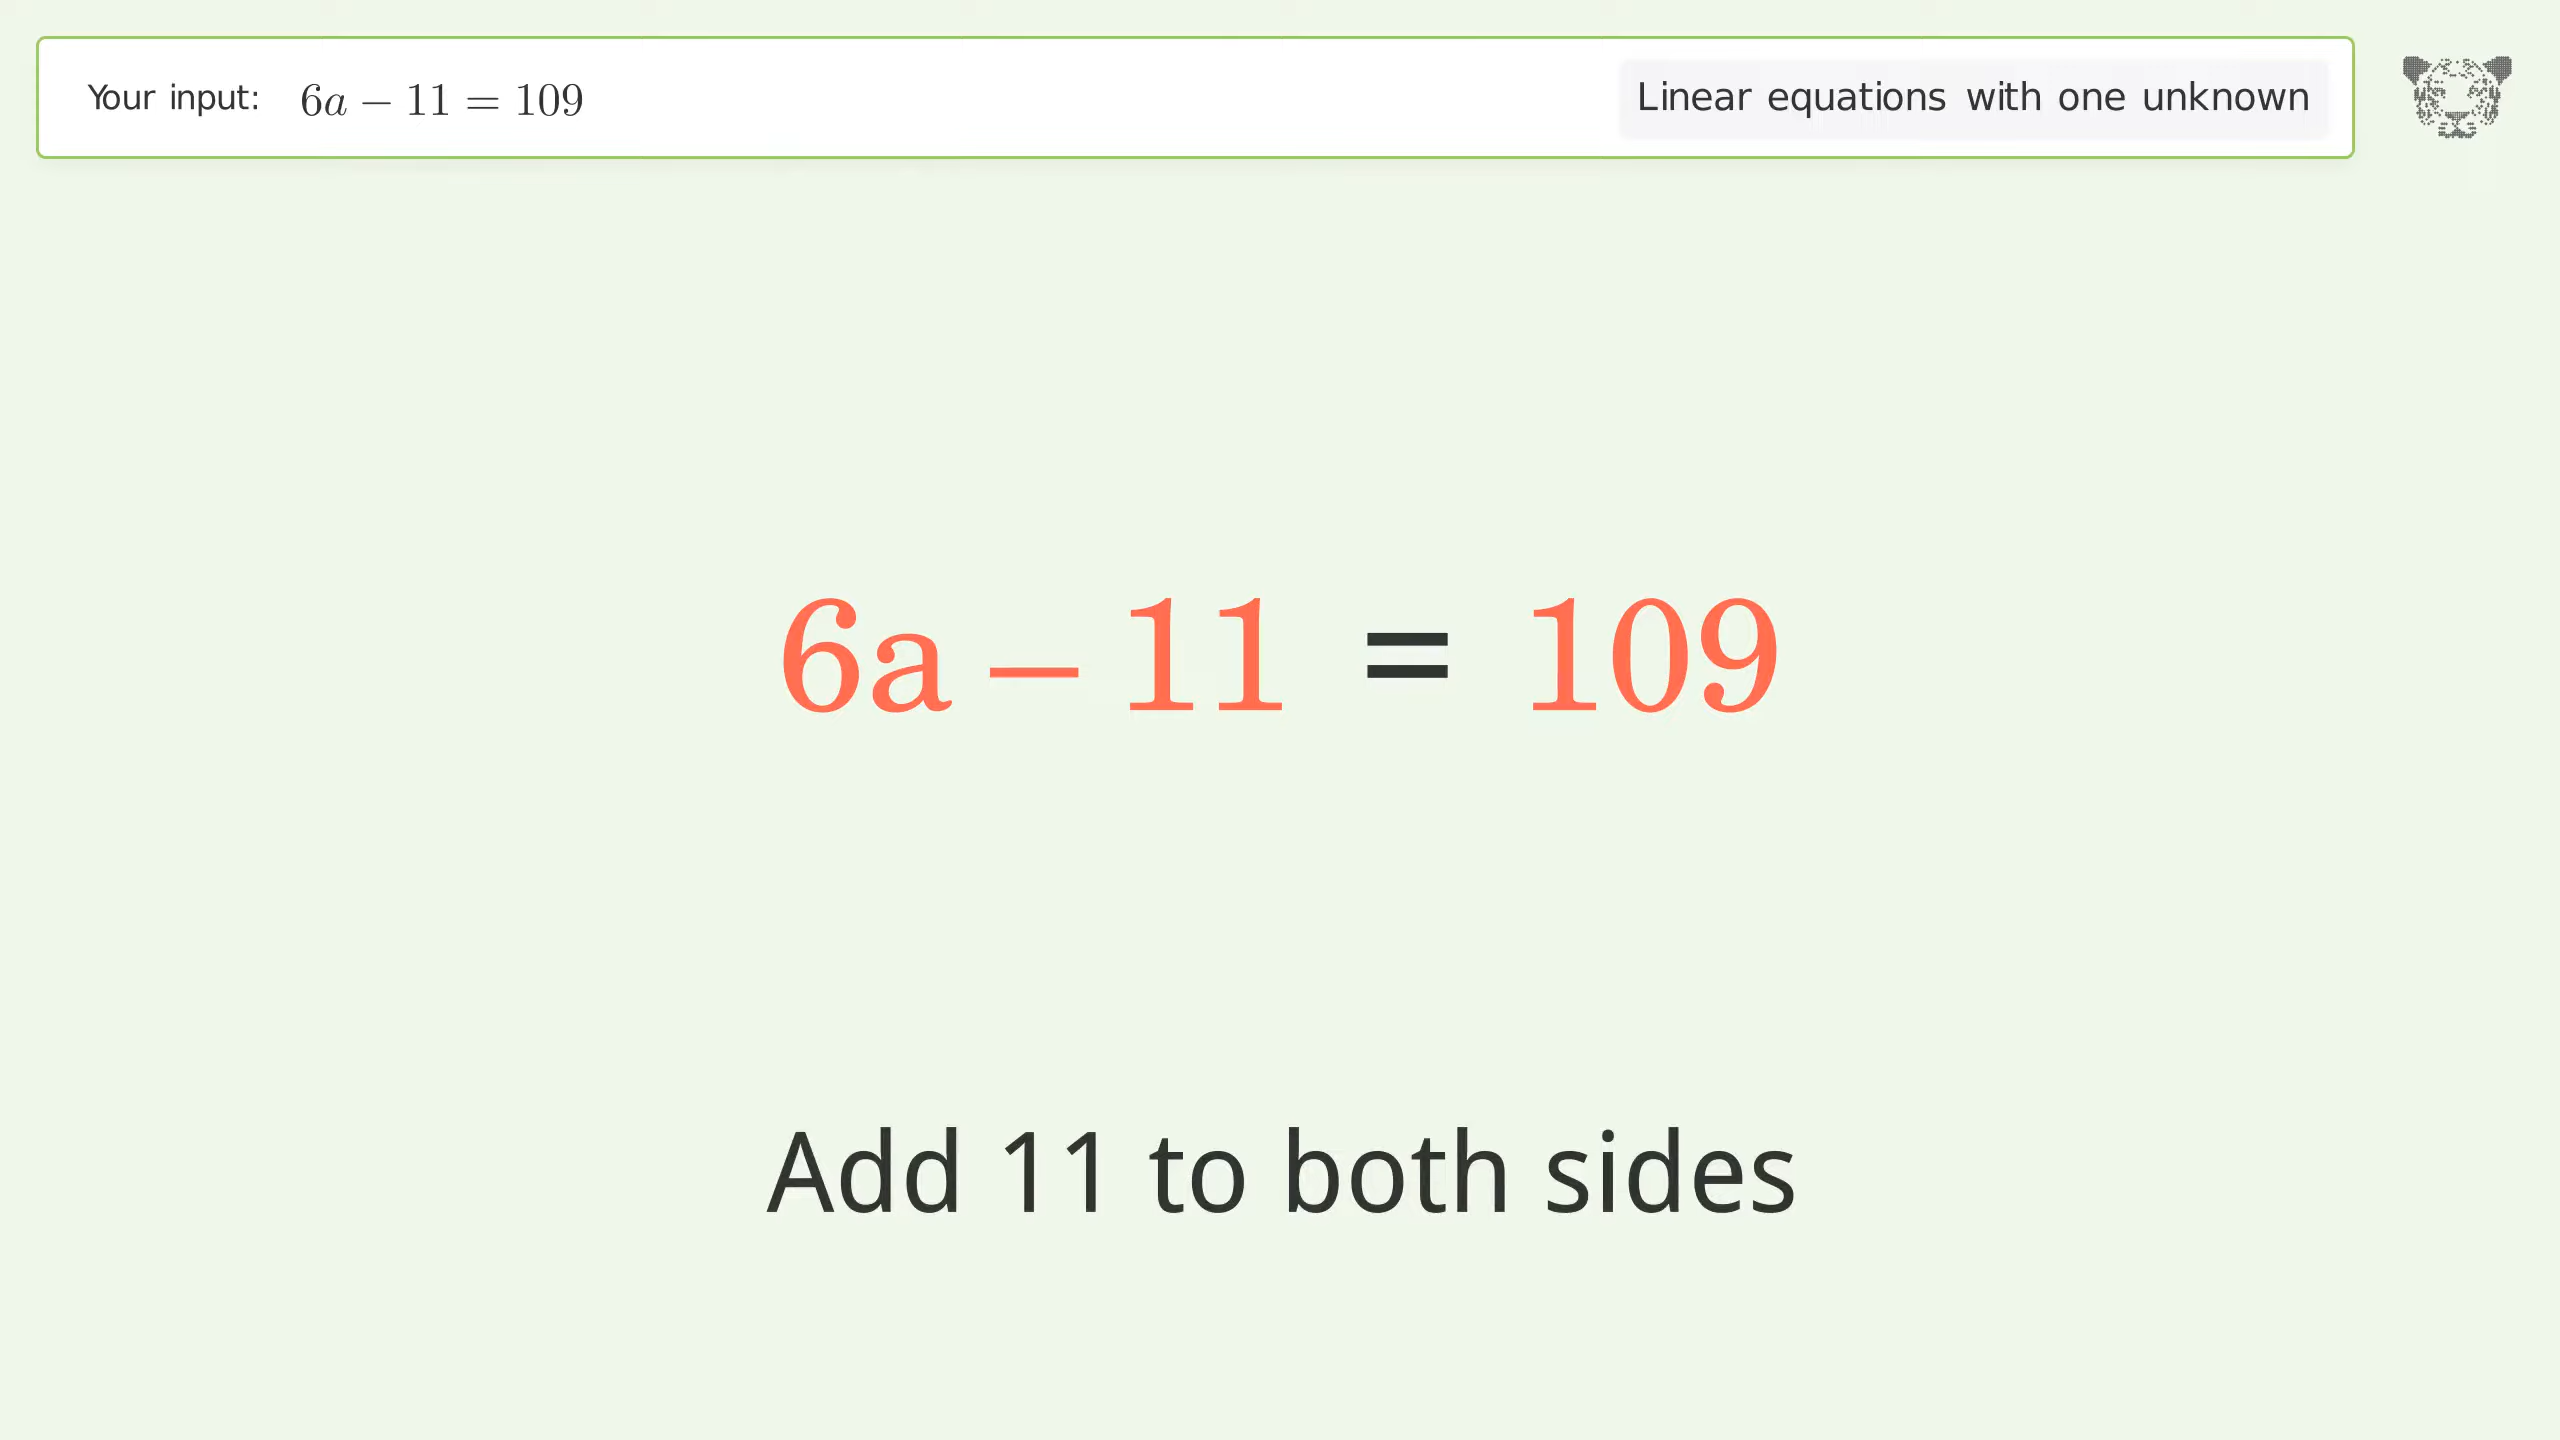 Your input: 6a − 11 = 109 Linear equations with one unknown
6a – 11 = 109
Add 11 to both sides